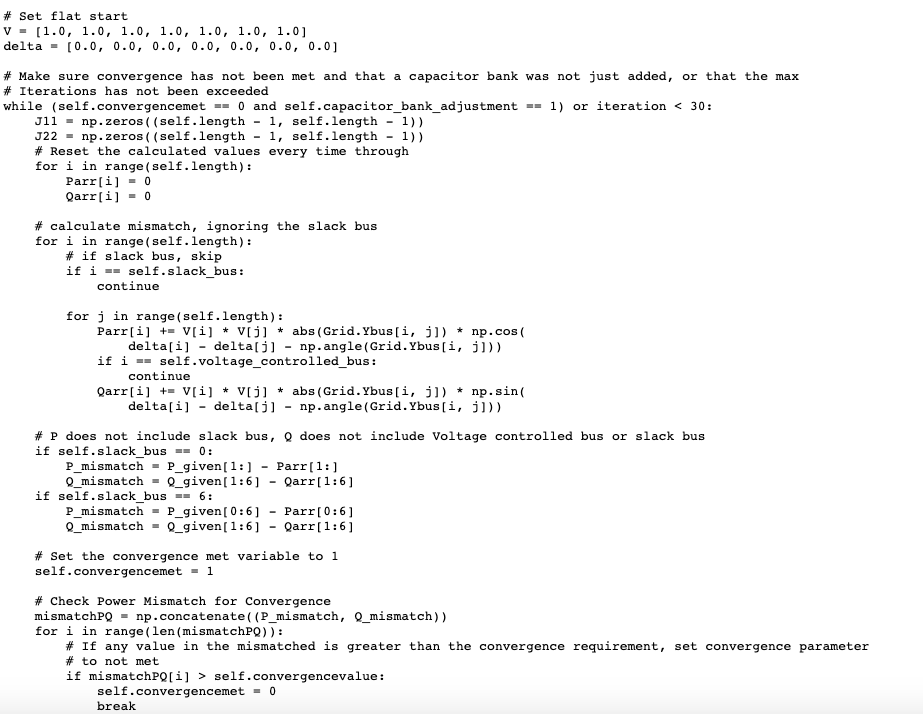 # Set flat start
V = [1.0, 1.0, 1.0, 1.0, 1.0, 1.0, 1.0]
delta = [0.0, 0.0, 0.0, 0.0, 0.0, 0.0, 0.0]

# Make sure convergence has not been met and that a capacitor bank was not just added, or that the max
# Iterations has not been exceeded
while (self.convergencemet == 0 and self.capacitor_bank_adjustment == 1) or iteration < 30:
    J11 = np.zeros((self.length - 1, self.length - 1))
    J22 = np.zeros((self.length - 1, self.length - 1))
    # Reset the calculated values every time through
    for i in range(self.length):
        Parr[i] = 0
        Qarr[i] = 0

    # calculate mismatch, ignoring the slack bus
    for i in range(self.length):
        # if slack bus, skip
        if i == self.slack_bus:
            continue

        for j in range(self.length):
            Parr[i] += V[i] * V[j] * abs(Grid.Ybus[i, j]) * np.cos(
                delta[i] - delta[j] - np.angle(Grid.Ybus[i, j]))
            if i == self.voltage_controlled_bus:
                continue
            Qarr[i] += V[i] * V[j] * abs(Grid.Ybus[i, j]) * np.sin(
                delta[i] - delta[j] - np.angle(Grid.Ybus[i, j]))

    # P does not include slack bus, Q does not include Voltage controlled bus or slack bus
    if self.slack_bus == 0:
        P_mismatch = P_given[1:] - Parr[1:]
        Q_mismatch = Q_given[1:6] - Qarr[1:6]
    if self.slack_bus == 6:
        P_mismatch = P_given[0:6] - Parr[0:6]
        Q_mismatch = Q_given[1:6] - Qarr[1:6]

    # Set the convergence met variable to 1
    self.convergencemet = 1

    # Check Power Mismatch for Convergence
    mismatchPQ = np.concatenate((P_mismatch, Q_mismatch))
    for i in range(len(mismatchPQ)):
        # If any value in the mismatched is greater than the convergence requirement, set convergence parameter
        # to not met
        if mismatchPQ[i] > self.convergencevalue:
            self.convergencemet = 0
            break